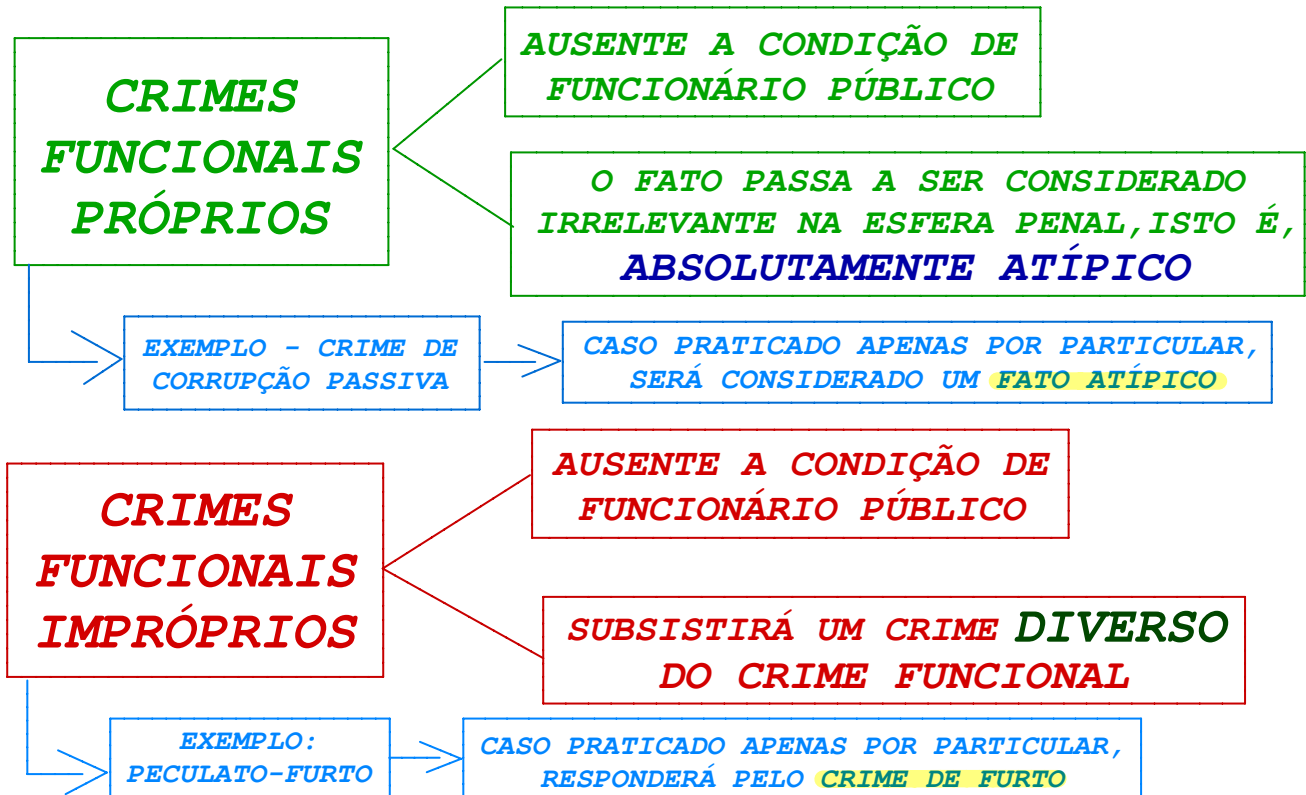 CRIMES
FUNCIONAIS
PRÓPRIOS
AUSENTE A CONDIÇÃO DE
FUNCIONÁRIO PÚBLICO
O FATO PASSA A SER CONSIDERADO
IRRELEVANTE NA ESFERA PENAL,ISTO É,
ABSOLUTAMENTE ATÍPICO
EXEMPLO - CRIME DE
CORRUPÇÃO PASSIVA
CASO PRATICADO APENAS POR PARTICULAR,
SERÁ CONSIDERADO UM FATO ATÍPICO
CRIMES
FUNCIONAIS
IMPRÓPRIOS
AUSENTE A CONDIÇÃO DE
FUNCIONÁRIO PÚBLICO
SUBSISTIRÁ UM CRIME DIVERSO
DO CRIME FUNCIONAL
EXEMPLO:
PECULATO-FURTO
CASO PRATICADO APENAS POR PARTICULAR,
RESPONDERÁ PELO CRIME DE FURTO